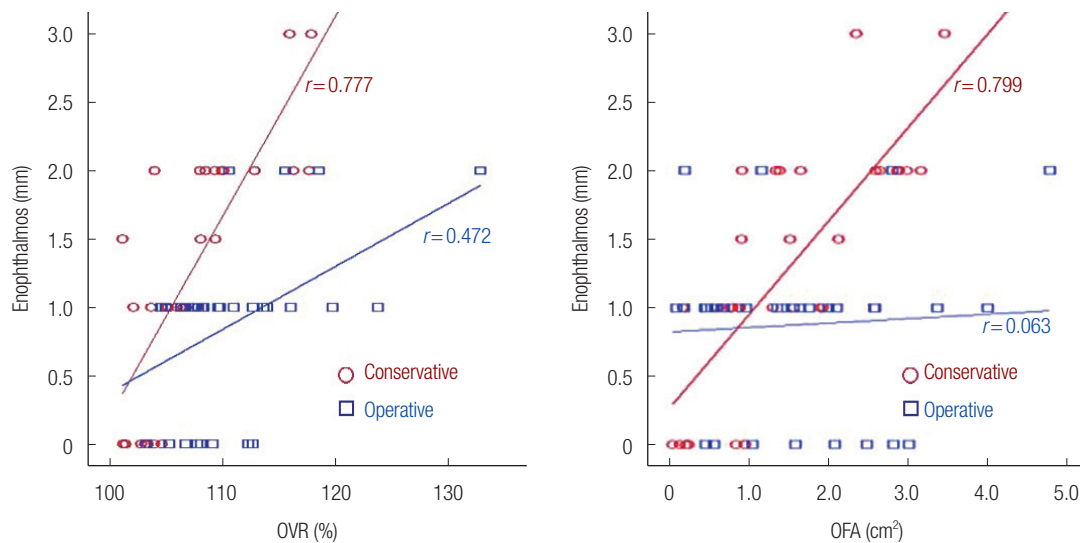 3.0
2.5
2.0
1.5
1.0
0.5
0
Enophthalmos (mm)
r=0.777
r=0.472
Conservative
Operative
100
110
120
130
OVR (%)
3.0
2.5
2.0
1.5
1.0
0.5
0
Enophthalmos (mm)
r=0.799
r=0.063
Conservative
Operative
0
1.0
2.0
3.0
4.0
5.0
OFA (cm²)